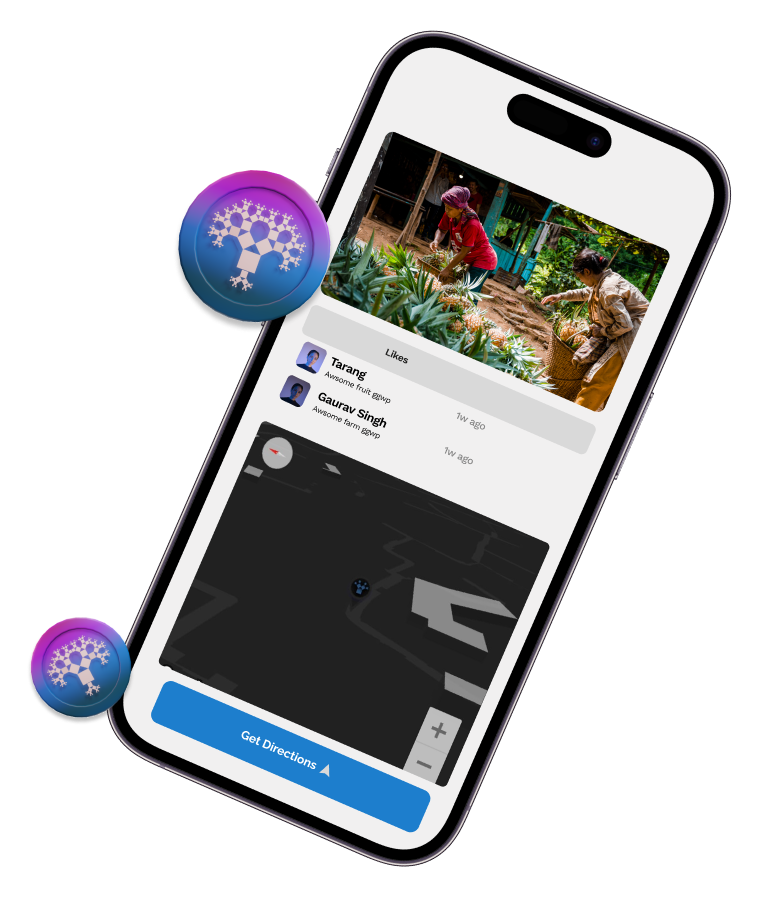 Likes
Tarang
Awsome fruit ggwp
1w ago
Gaurav Singh
Awsome farm ggwp
1w ago
+
−
Get Directions